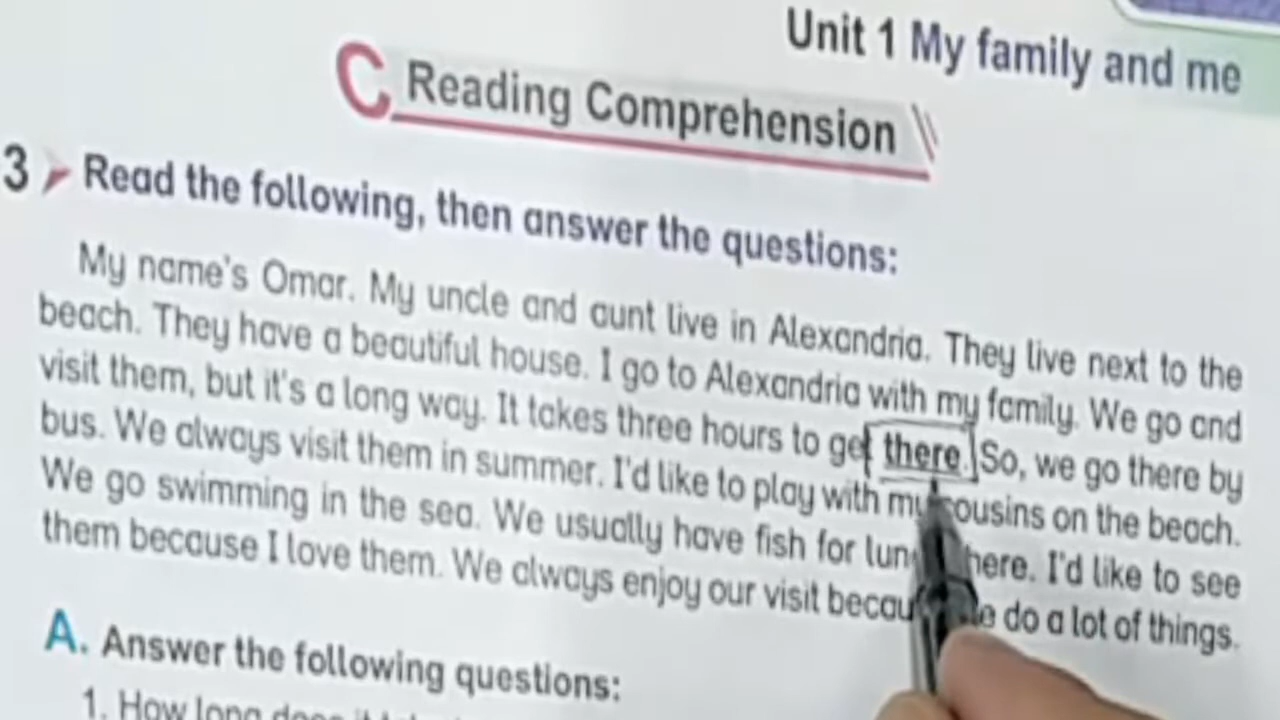 Unit 1 My family and me
C Reading Comprehension
3 Read the following, then answer the questions:
My name's Omar. My uncle and aunt live in Alexandria. They live next to the
beach. They have a beautiful house. I go to Alexandria with my family. We go and
visit them, but it's a long way. It takes three hours to get there. So, we go there by
bus. We always visit them in summer. I'd like to play with my cousins on the beach.
We go swimming in the sea. We usually have fish for lunch there. I'd like to see
them because I love them. We always enjoy our visit because we do a lot of things.
A. Answer the following questions:
1. How long does it